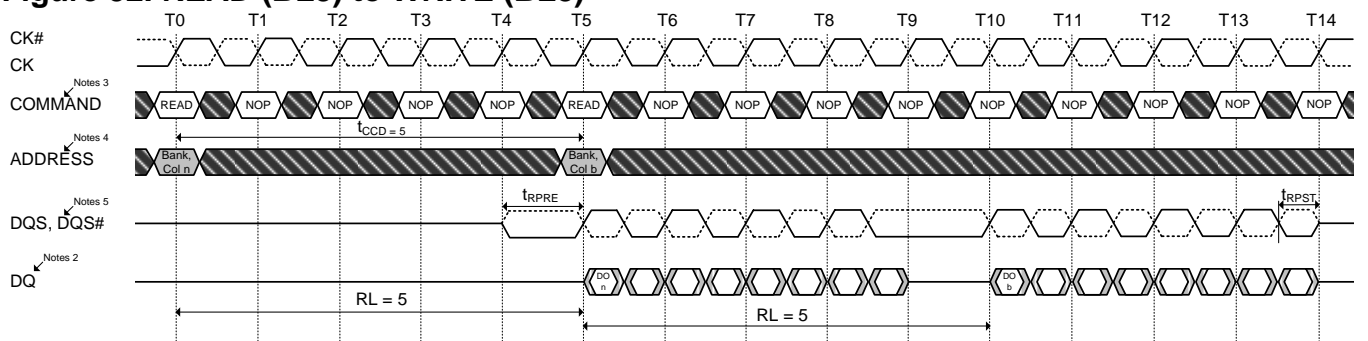 Figure 32. READ (BL8) to WRITE (BL8)
T0 T1 T2 T3 T4 T5 T6 T7 T8 T9 T10 T11 T12 T13 T14
CK#
CK
Notes 3
COMMAND READ NOP NOP NOP NOP READ NOP NOP NOP NOP NOP NOP NOP NOP NOP
tCCD = 5
Notes 4
ADDRESS Bank, Col n Bank, Col b
Notes 5
tRPRE tRPST
DQS, DQS#
Notes 2
DQ DO n DO b
RL = 5
RL = 5